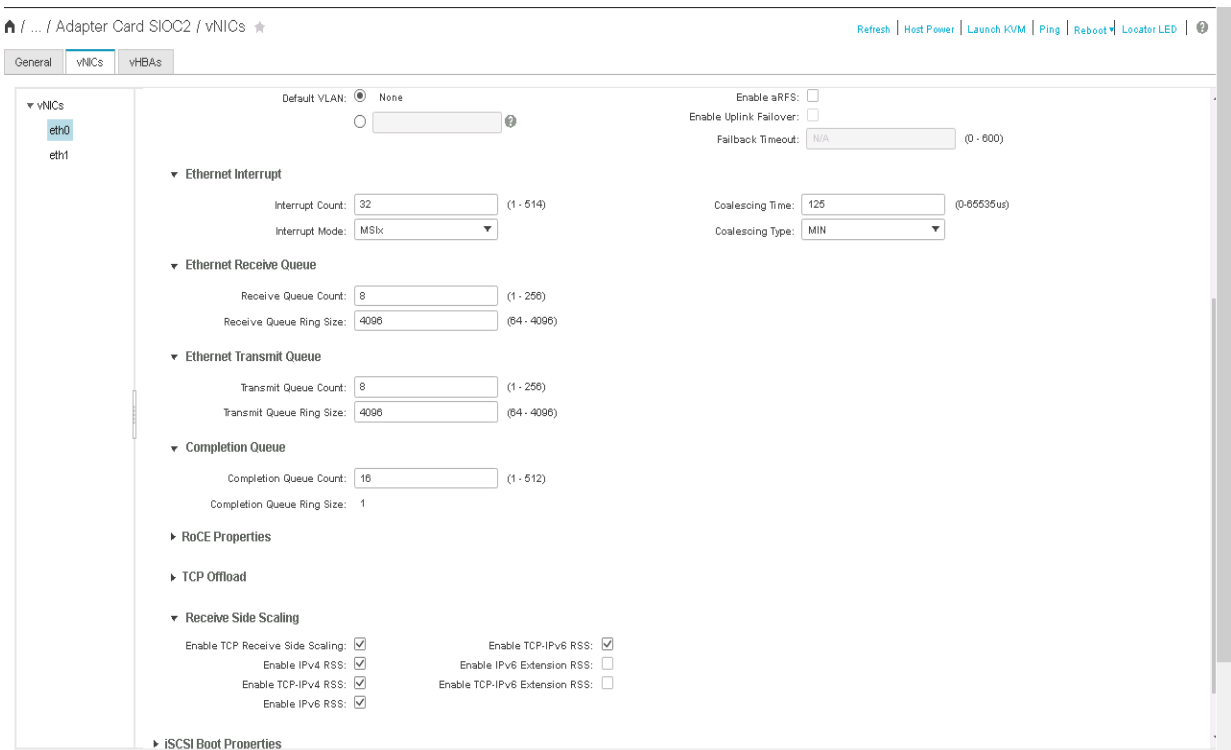 / ... / Adapter Card SIOC2 / vNICs
Refresh | Host Power | Launch KVM | Ping | Reboot | Locator LED |
General vNICs vHBAs
vNICs
eth0
eth1
Default VLAN: None
Enable aRFS:
Enable Uplink Failover:
Failback Timeout: N/A (0 - 600)
Ethernet Interrupt
Interrupt Count: 32 (1 - 514)
Coalescing Time: 125 (0-65535us)
Interrupt Mode: MSIx
Coalescing Type: MIN
Ethernet Receive Queue
Receive Queue Count: 8 (1 - 256)
Receive Queue Ring Size: 4096 (64 - 4096)
Ethernet Transmit Queue
Transmit Queue Count: 8 (1 - 256)
Transmit Queue Ring Size: 4096 (64 - 4096)
Completion Queue
Completion Queue Count: 16 (1 - 512)
Completion Queue Ring Size: 1
RoCE Properties
TCP Offload
Receive Side Scaling
Enable TCP Receive Side Scaling:
Enable TCP-IPv6 RSS:
Enable IPv4 RSS:
Enable IPv6 Extension RSS:
Enable TCP-IPv4 RSS:
Enable TCP-IPv6 Extension RSS:
Enable IPv6 RSS:
iSCSI Boot Properties